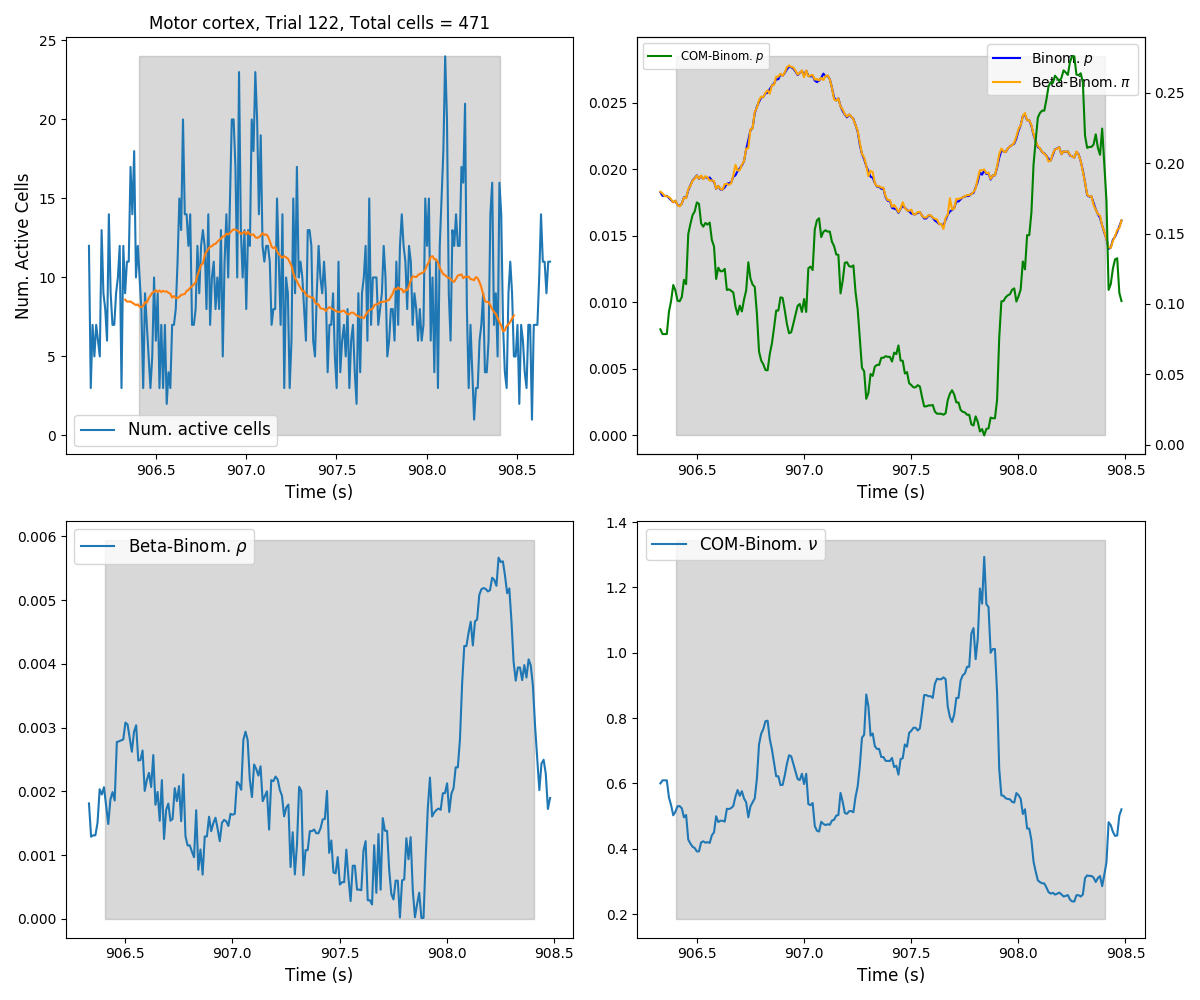 Motor cortex, Trial 122, Total cells = 471
25
20
15
10
5
0
Num. Active Cells
Num. active cells
906.5 907.0 907.5 908.0 908.5
Time (s)
COM-Binom. p
Binom. p
Beta-Binom. π
0.025
0.020
0.015
0.010
0.005
0.000
0.25
0.20
0.15
0.10
0.05
0.00
906.5 907.0 907.5 908.0 908.5
Time (s)
Beta-Binom. ρ
0.006
0.005
0.004
0.003
0.002
0.001
0.000
906.5 907.0 907.5 908.0 908.5
Time (s)
COM-Binom. ν
1.4
1.2
1.0
0.8
0.6
0.4
0.2
906.5 907.0 907.5 908.0 908.5
Time (s)